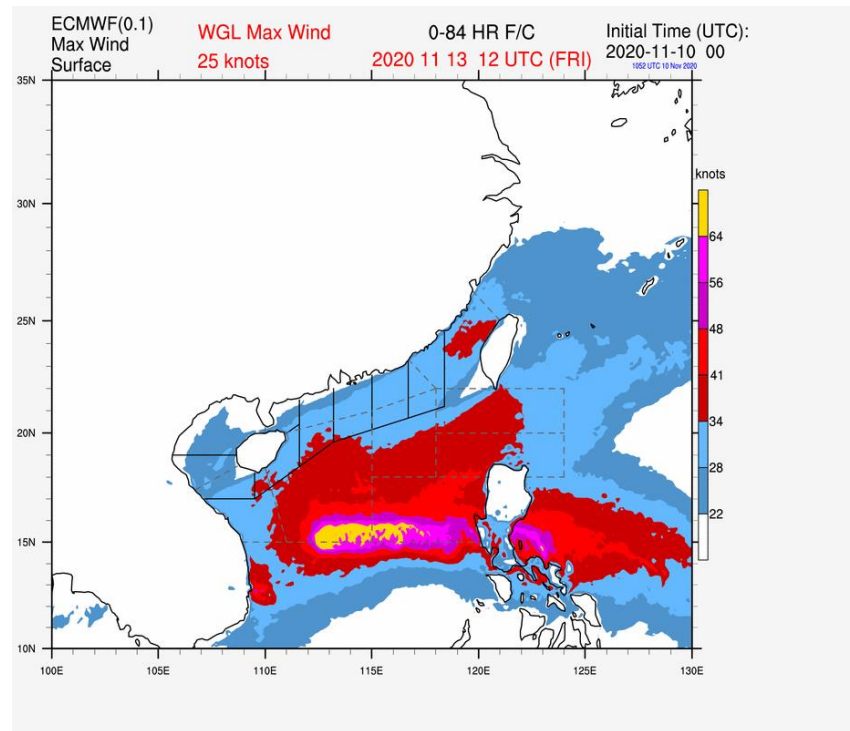 ECMWF(0.1)
Max Wind
Surface
WGL Max Wind
25 knots
0-84 HR F/C
2020 11 13 12 UTC (FRI)
Initial Time (UTC):
2020-11-10 00
1052 UTC 10 Nov 2020
35N
30N
25N
20N
15N
10N
100E
105E
110E
115E
120E
125E
130E
knots
64
56
48
41
34
28
22